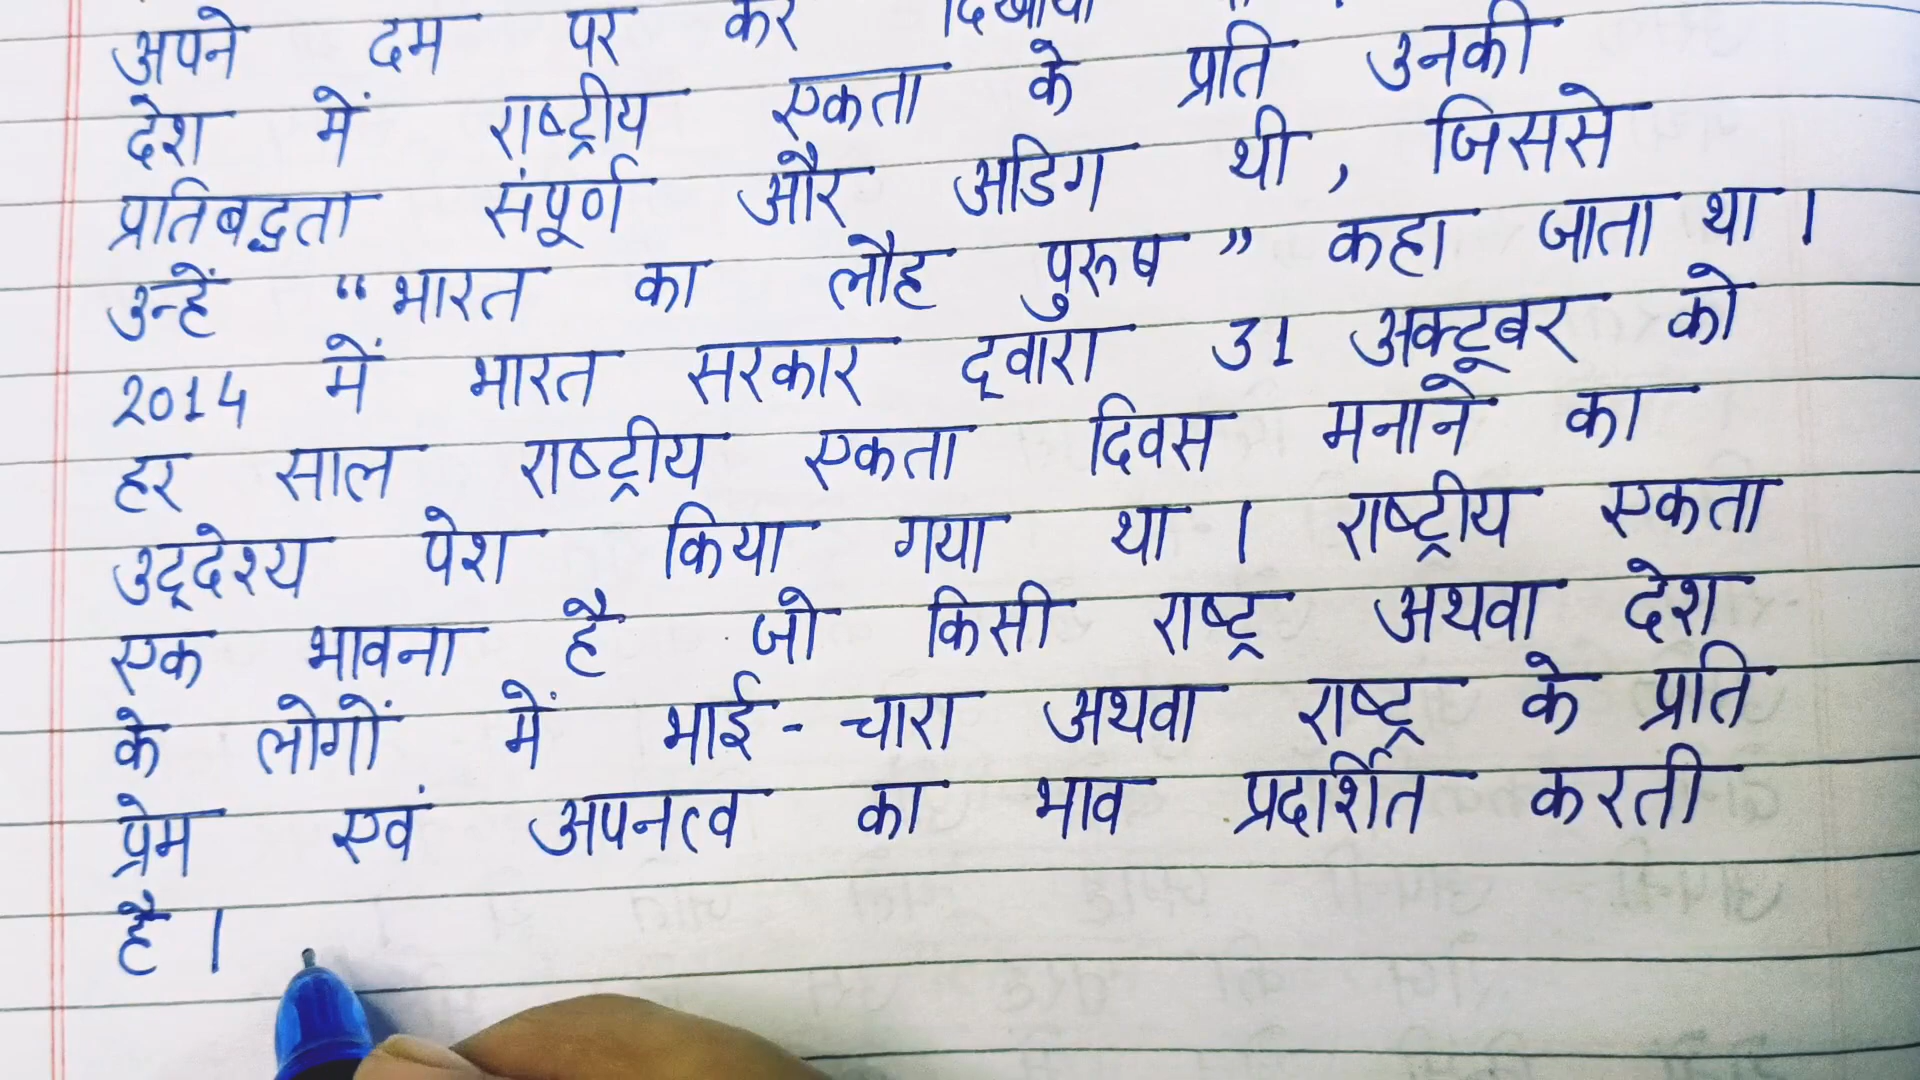 अपने दम पर कर दिखाया
देश में राष्ट्रीय एकता के प्रति उनकी
प्रतिबद्धता संपूर्ण और अडिग थी, जिससे
उन्हें “भारत का लौह पुरुष” कहा जाता था।
2014 में भारत सरकार द्वारा 31 अक्टूबर को
हर साल राष्ट्रीय एकता दिवस मनाने का
उद्देश्य पेश किया गया था। राष्ट्रीय एकता
एक भावना है जो किसी राष्ट्र अथवा देश
के लोगों में भाई-चारा अथवा राष्ट्र के प्रति
प्रेम एवं अपनत्व का भाव प्रदर्शित करती
है।